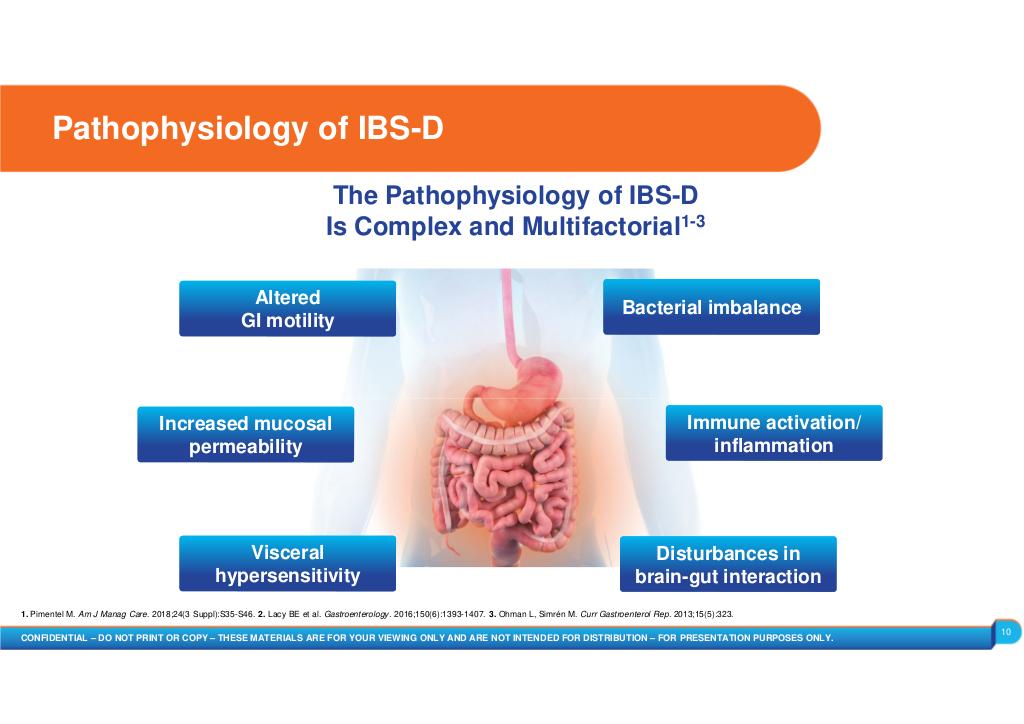 Pathophysiology of IBS-D
The Pathophysiology of IBS-D
Is Complex and Multifactorial1-3
Altered
GI motility
Bacterial imbalance
Increased mucosal
permeability
Immune activation/
inflammation
Visceral
hypersensitivity
Disturbances in
brain-gut interaction
1. Pimentel M. Am J Manag Care. 2018;24(3 Suppl):S35-S46. 2. Lacy BE et al. Gastroenterology. 2016;150(6):1393-1407. 3. Ohman L, Simrén M. Curr Gastroenterol Rep. 2013;15(5):323.
CONFIDENTIAL – DO NOT PRINT OR COPY – THESE MATERIALS ARE FOR YOUR VIEWING ONLY AND ARE NOT INTENDED FOR DISTRIBUTION – FOR PRESENTATION PURPOSES ONLY.
10